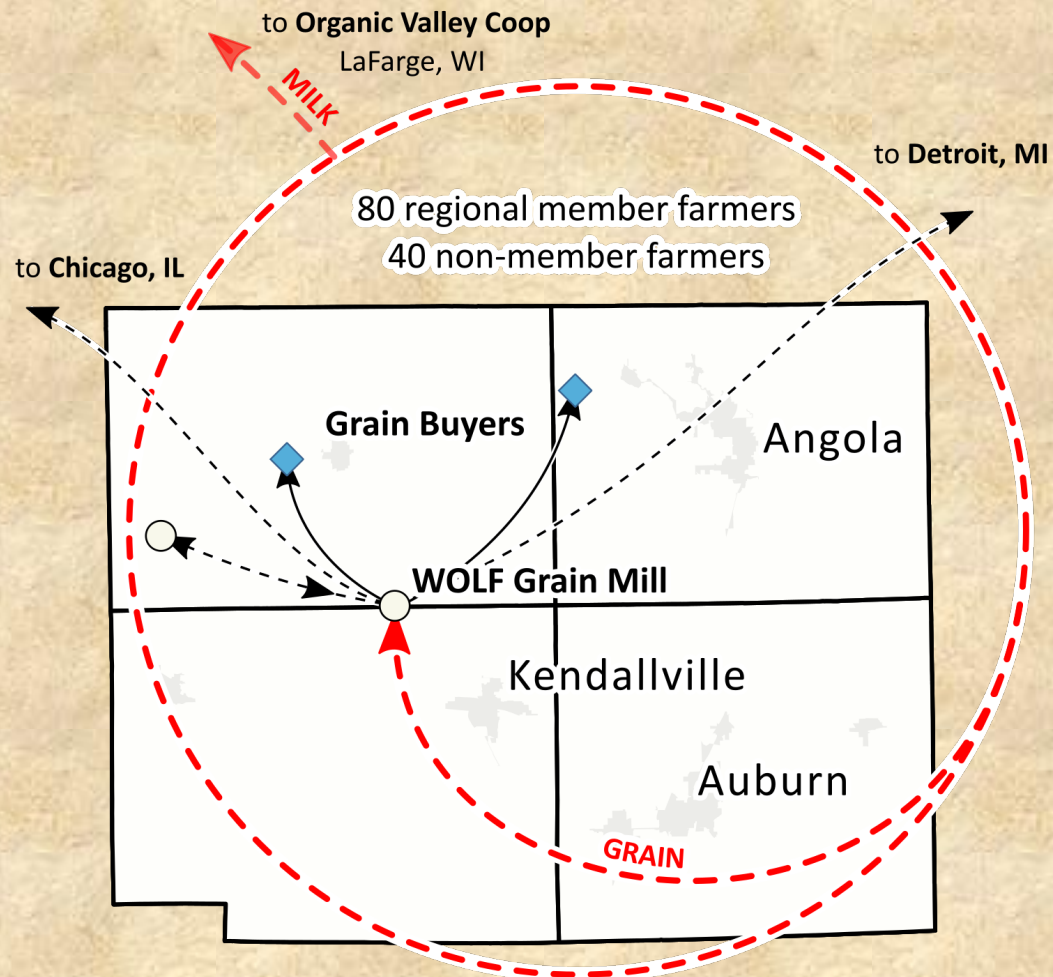 to Organic Valley Coop
LaFarge, WI
MILK
to Detroit, MI
80 regional member farmers
40 non-member farmers
to Chicago, IL
Grain Buyers
Angola
WOLF Grain Mill
Kendallville
Auburn
GRAIN